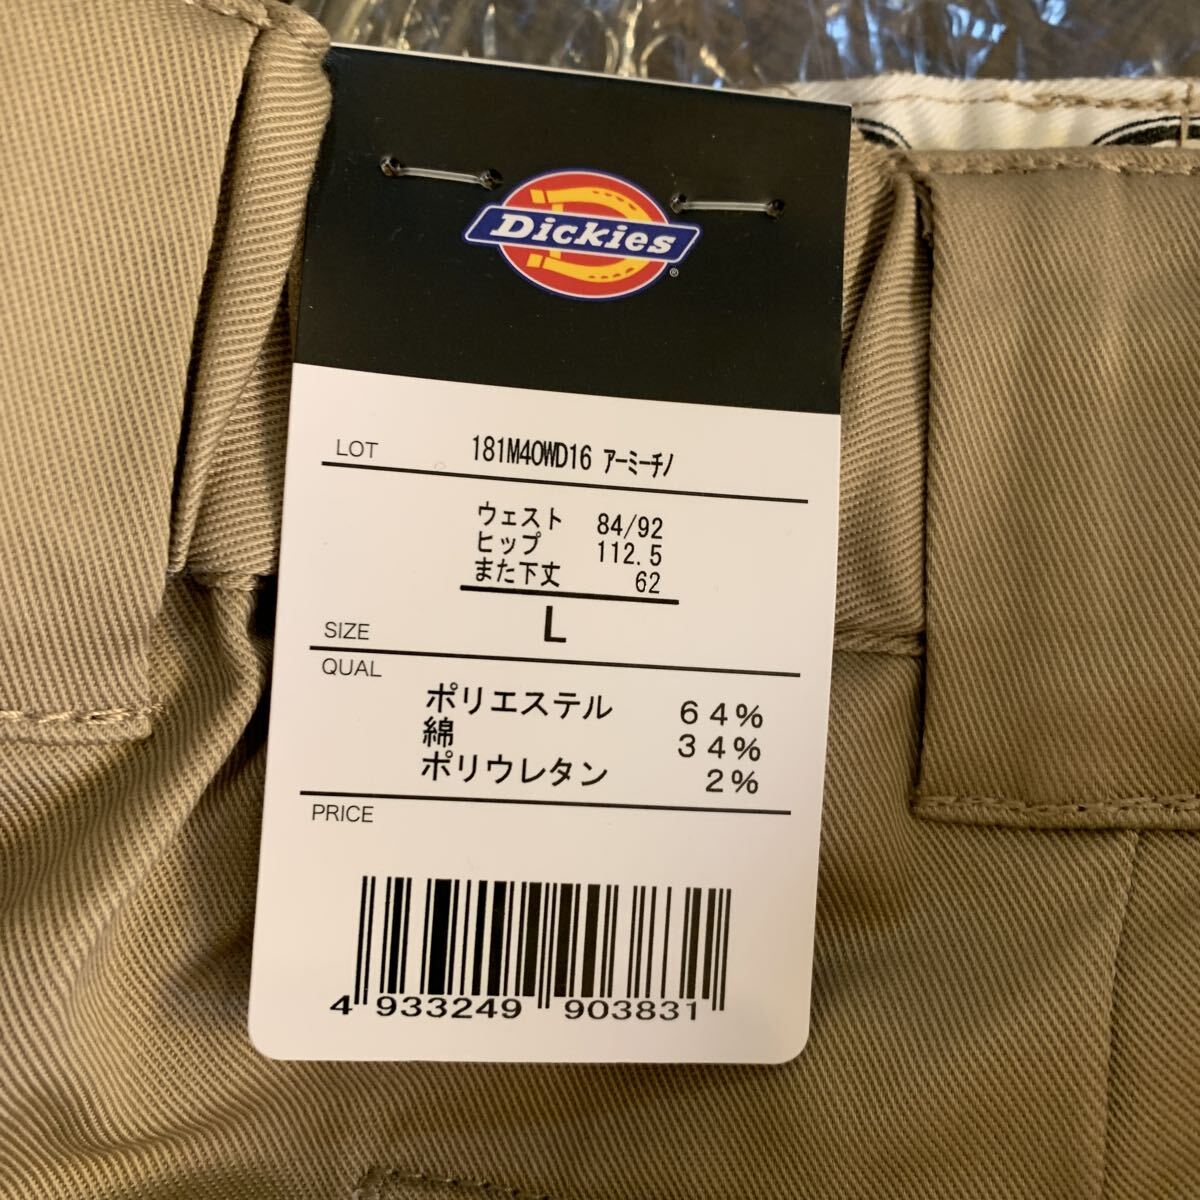 Dickies
®
LOT 181M40WD16 ｱｰﾐｰﾁﾉ
ウェスト 84/92
ヒップ 112.5
また下丈 62
SIZE L
QUAL
ポリエステル 64%
綿 34%
ポリウレタン 2%
PRICE
4 933249 903831